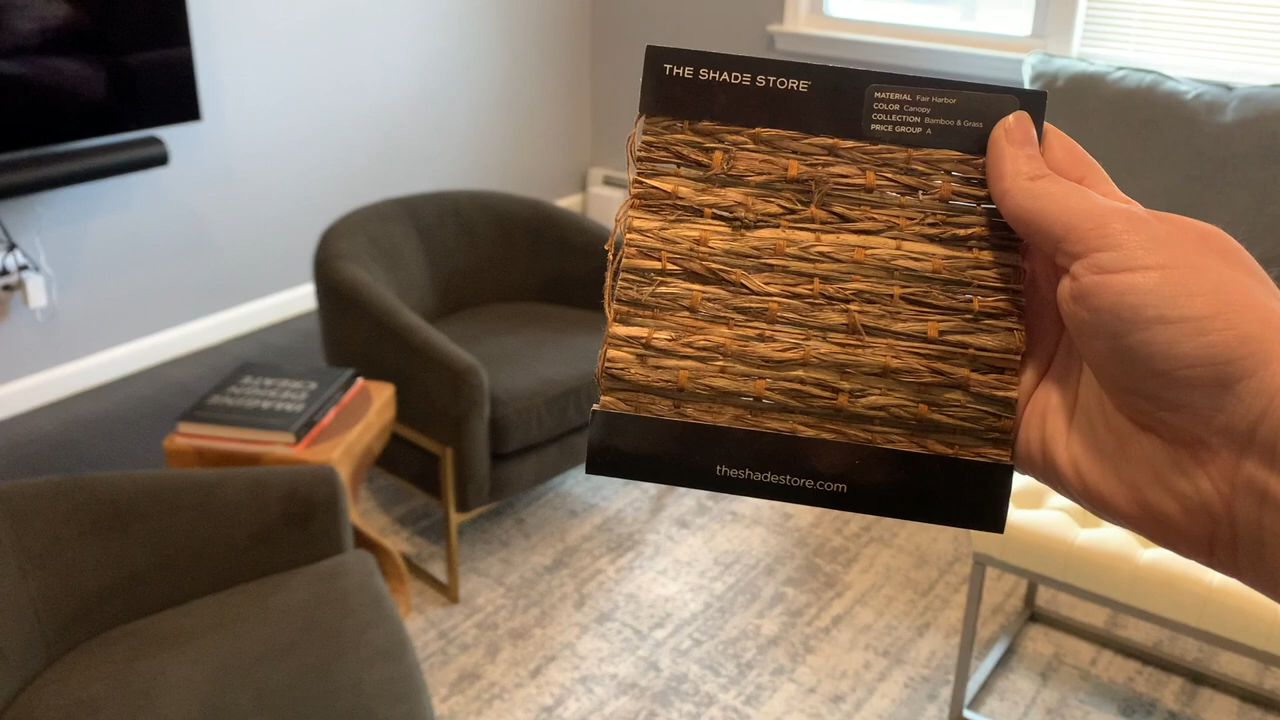 THE SHADE STORE
MATERIAL Fair Harbor
COLOR Canopy
COLLECTION Bamboo & Grass
PRICE GROUP A
theshadestore.com